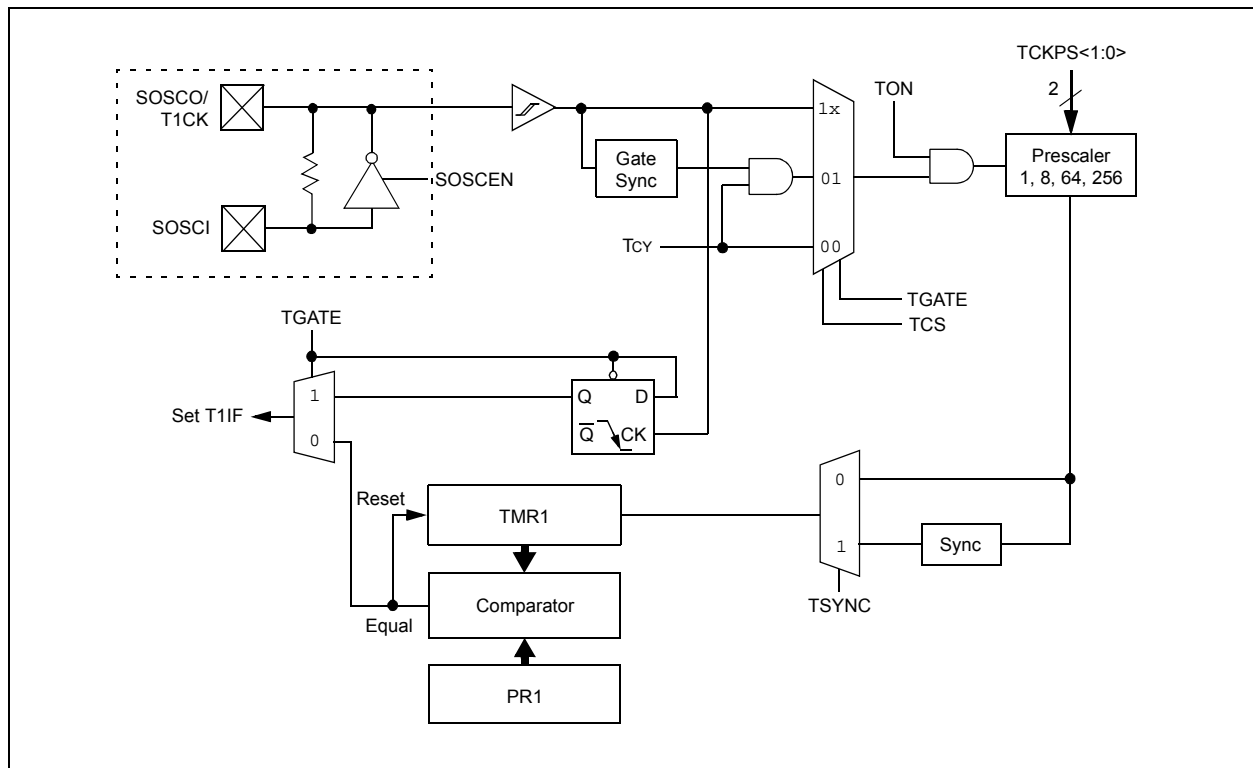 TCKPS<1:0>
2
SOSCO/
T1CK
TON
1x
Gate
Sync
Prescaler
1, 8, 64, 256
SOSCEN
01
SOSCI
TCY
00
TGATE
TCS
TGATE
1
Q
D
Set T1IF
Q
CK
0
Reset
TMR1
0
1
Sync
Comparator
TSYNC
Equal
PR1